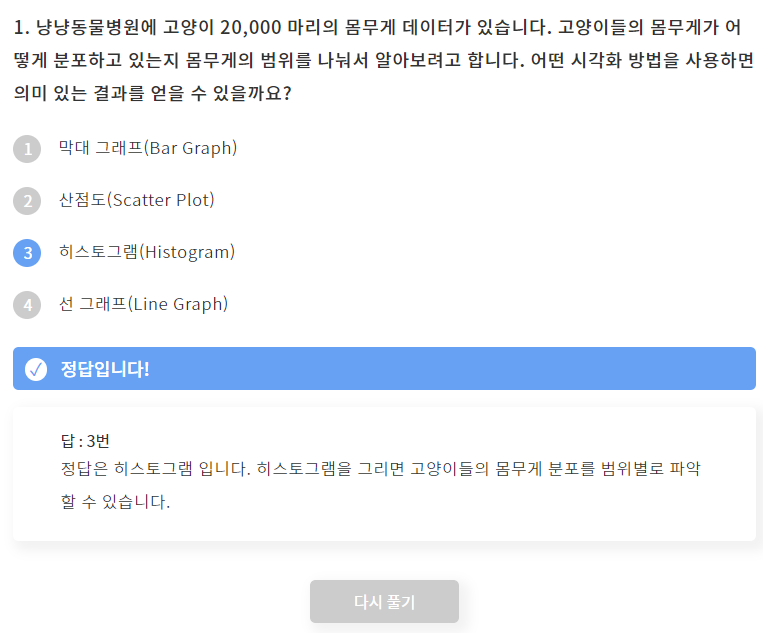 1. 냥냥동물병원에 고양이 20,000 마리의 몸무게 데이터가 있습니다. 고양이들의 몸무게가 어
떻게 분포하고 있는지 몸무게의 범위를 나눠서 알아보려고 합니다. 어떤 시각화 방법을 사용하면
의미 있는 결과를 얻을 수 있을까요?
1 막대 그래프(Bar Graph)
2 산점도(Scatter Plot)
3 히스토그램(Histogram)
4 선 그래프(Line Graph)
정답입니다!
답 : 3번
정답은 히스토그램 입니다. 히스토그램을 그리면 고양이들의 몸무게 분포를 범위별로 파악
할 수 있습니다.
다시 풀기